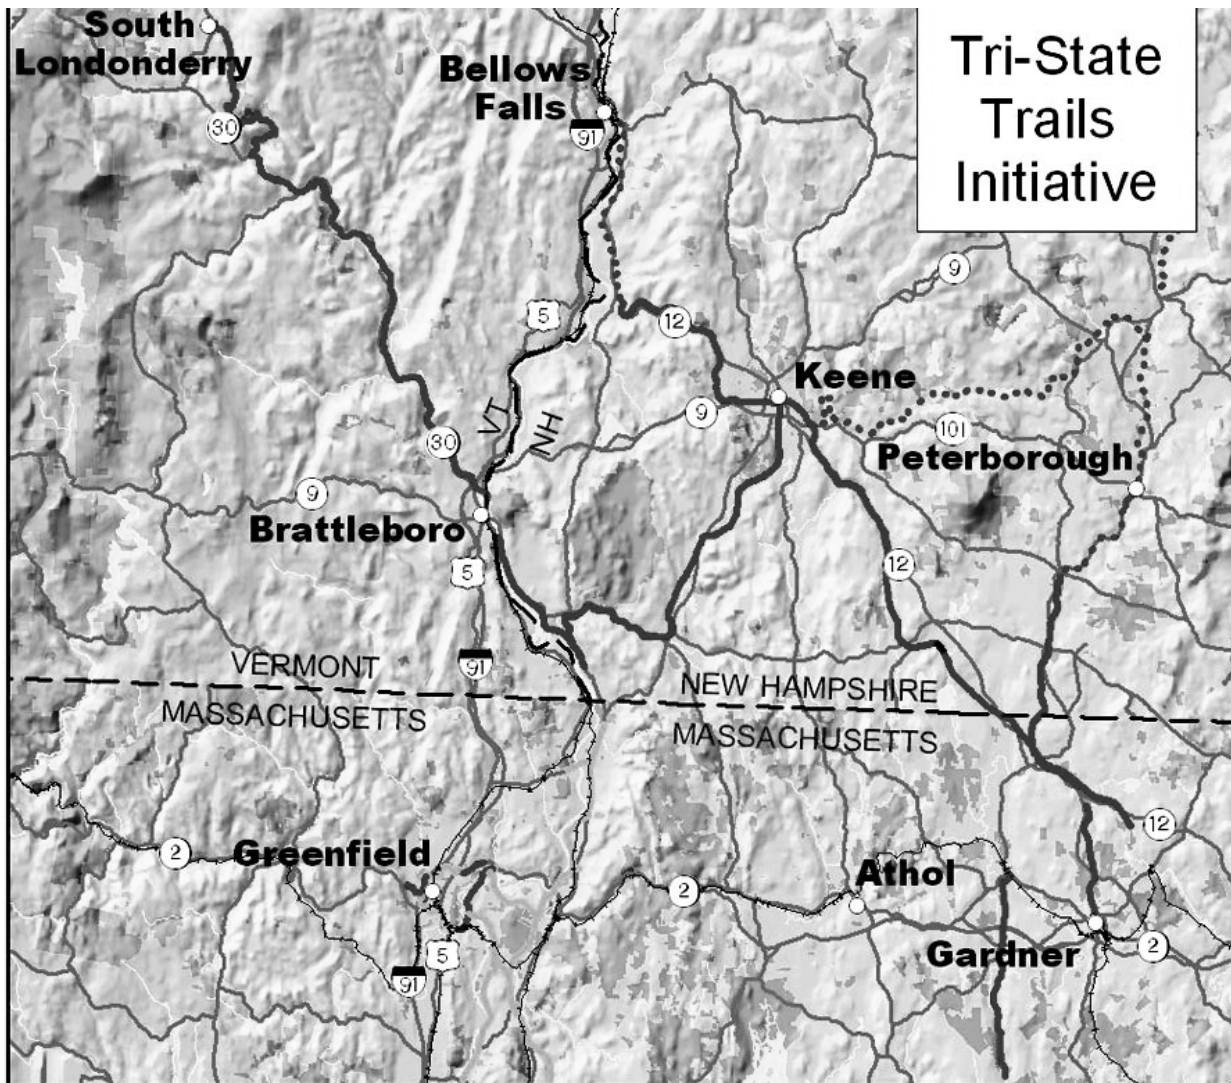 South
Londonderry
Bellows
Falls
Tri-State
Trails
Initiative
30
91
9
5
12
Keene
VT
NH
9
101
30
Peterborough
9
Brattleboro
5
12
91
VERMONT
NEW HAMPSHIRE
MASSACHUSETTS
MASSACHUSETTS
12
2
Greenfield
2
Athol
5
Gardner
2
91